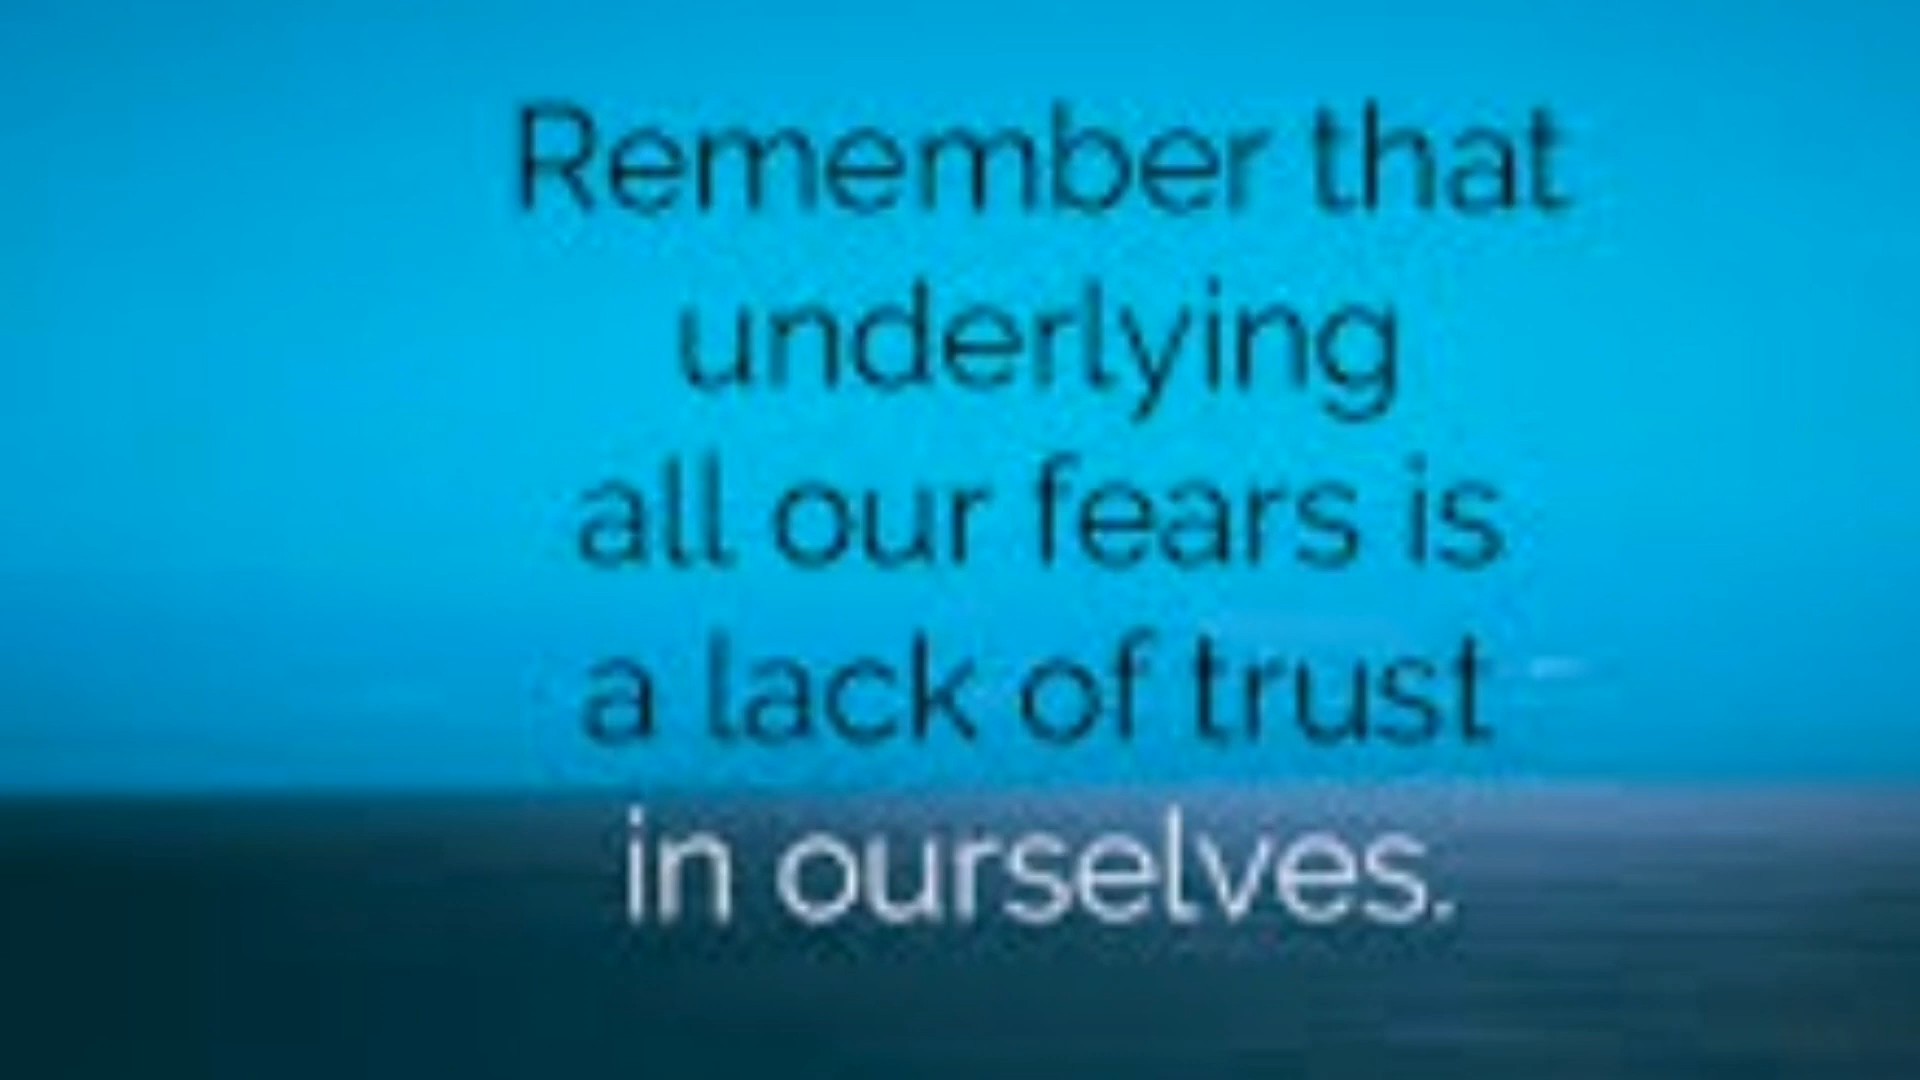 Remember that
underlying
all our fears is
a lack of trust
in ourselves.